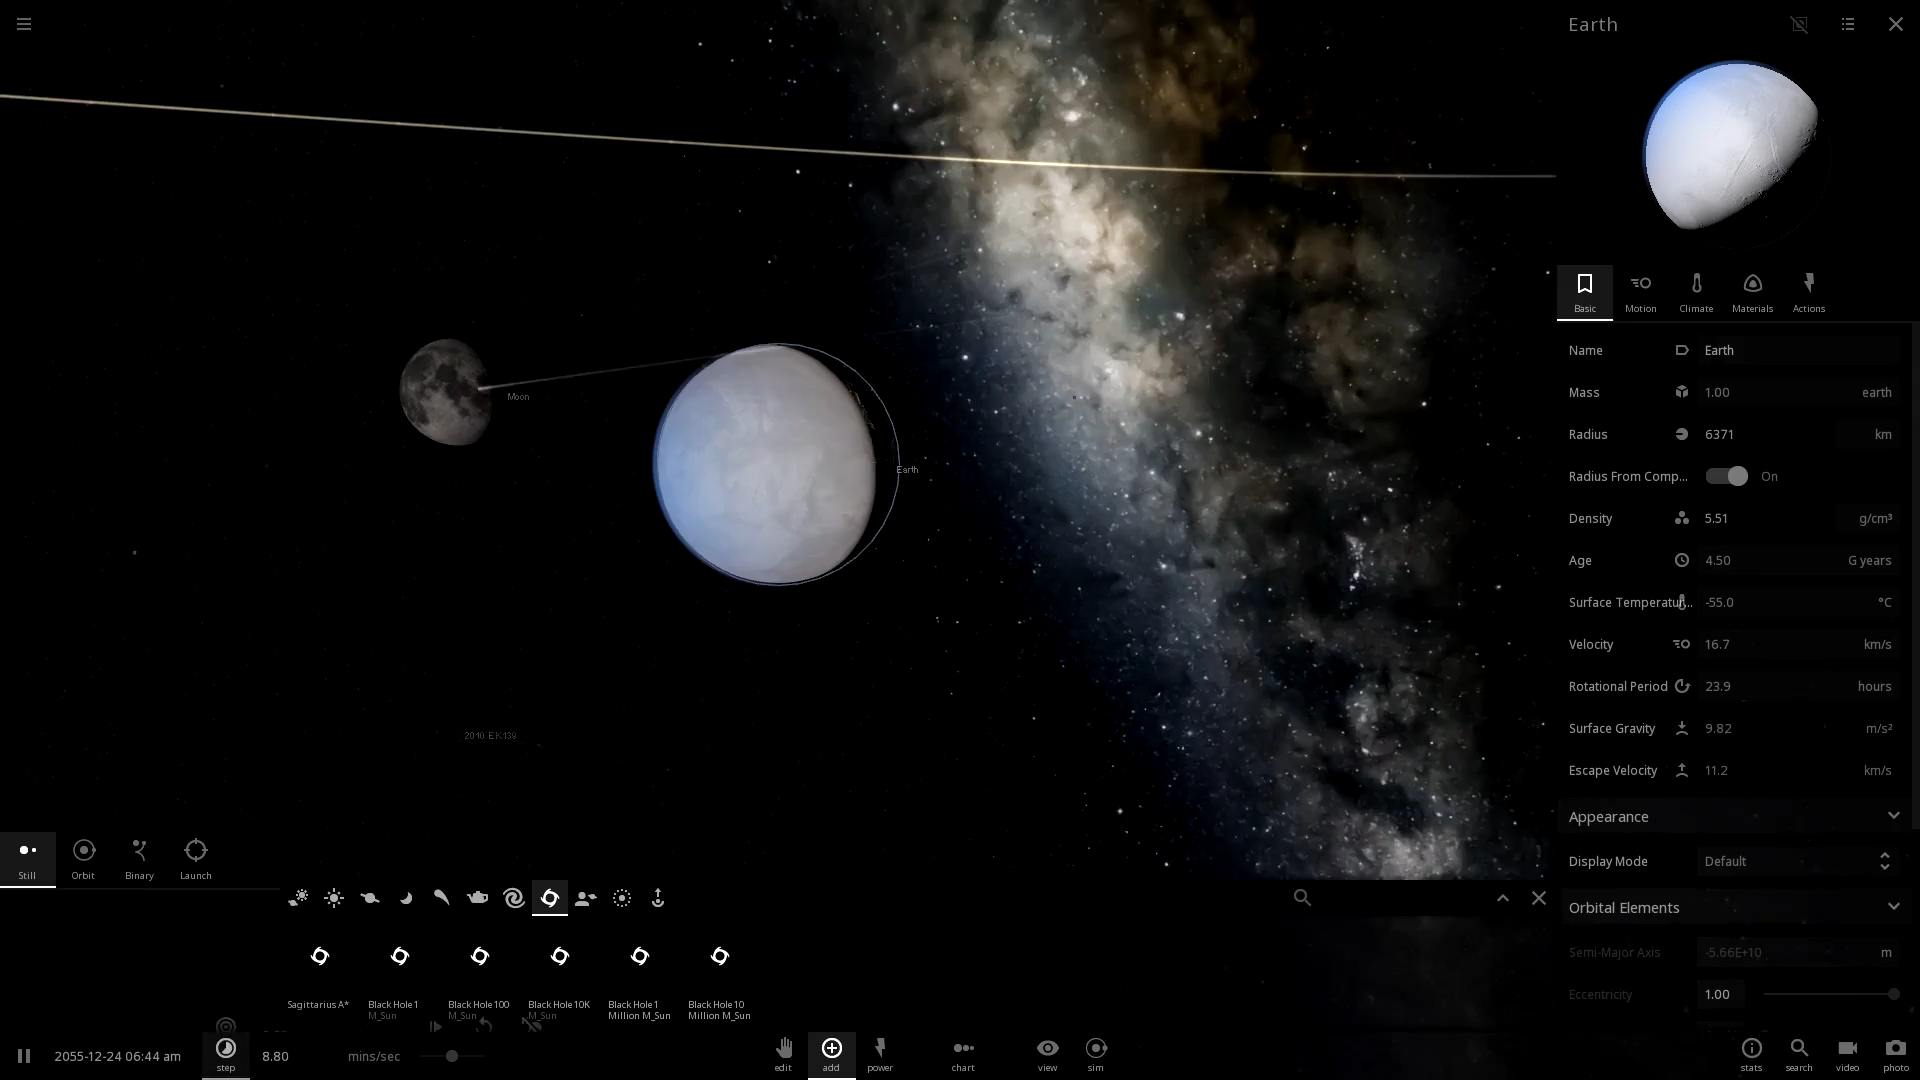 Earth
Basic
Motion
Climate
Materials
Actions
Name Earth
Mass 1.00 earth
Radius 6371 km
Radius From Comp... On
Density 5.51 g/cm³
Age 4.50 G years
Surface Temperatur... -55.0 °C
Velocity 16.7 km/s
Rotational Period 23.9 hours
Surface Gravity 9.82 m/s²
Escape Velocity 11.2 km/s
Appearance
Display Mode Default
Orbital Elements
Semi-Major Axis -5.66E+10 m
Eccentricity 1.00
Moon
Earth
2010 EK139
Still
Orbit
Binary
Launch
Sagittarius A*
Black Hole 1
M_Sun
Black Hole 100
M_Sun
Black Hole 10K
M_Sun
Black Hole 1
Million M_Sun
Black Hole 10
Million M_Sun
2055-12-24 06:44 am
step
8.80 mins/sec
edit
add
power
chart
view
sim
stats
search
video
photo